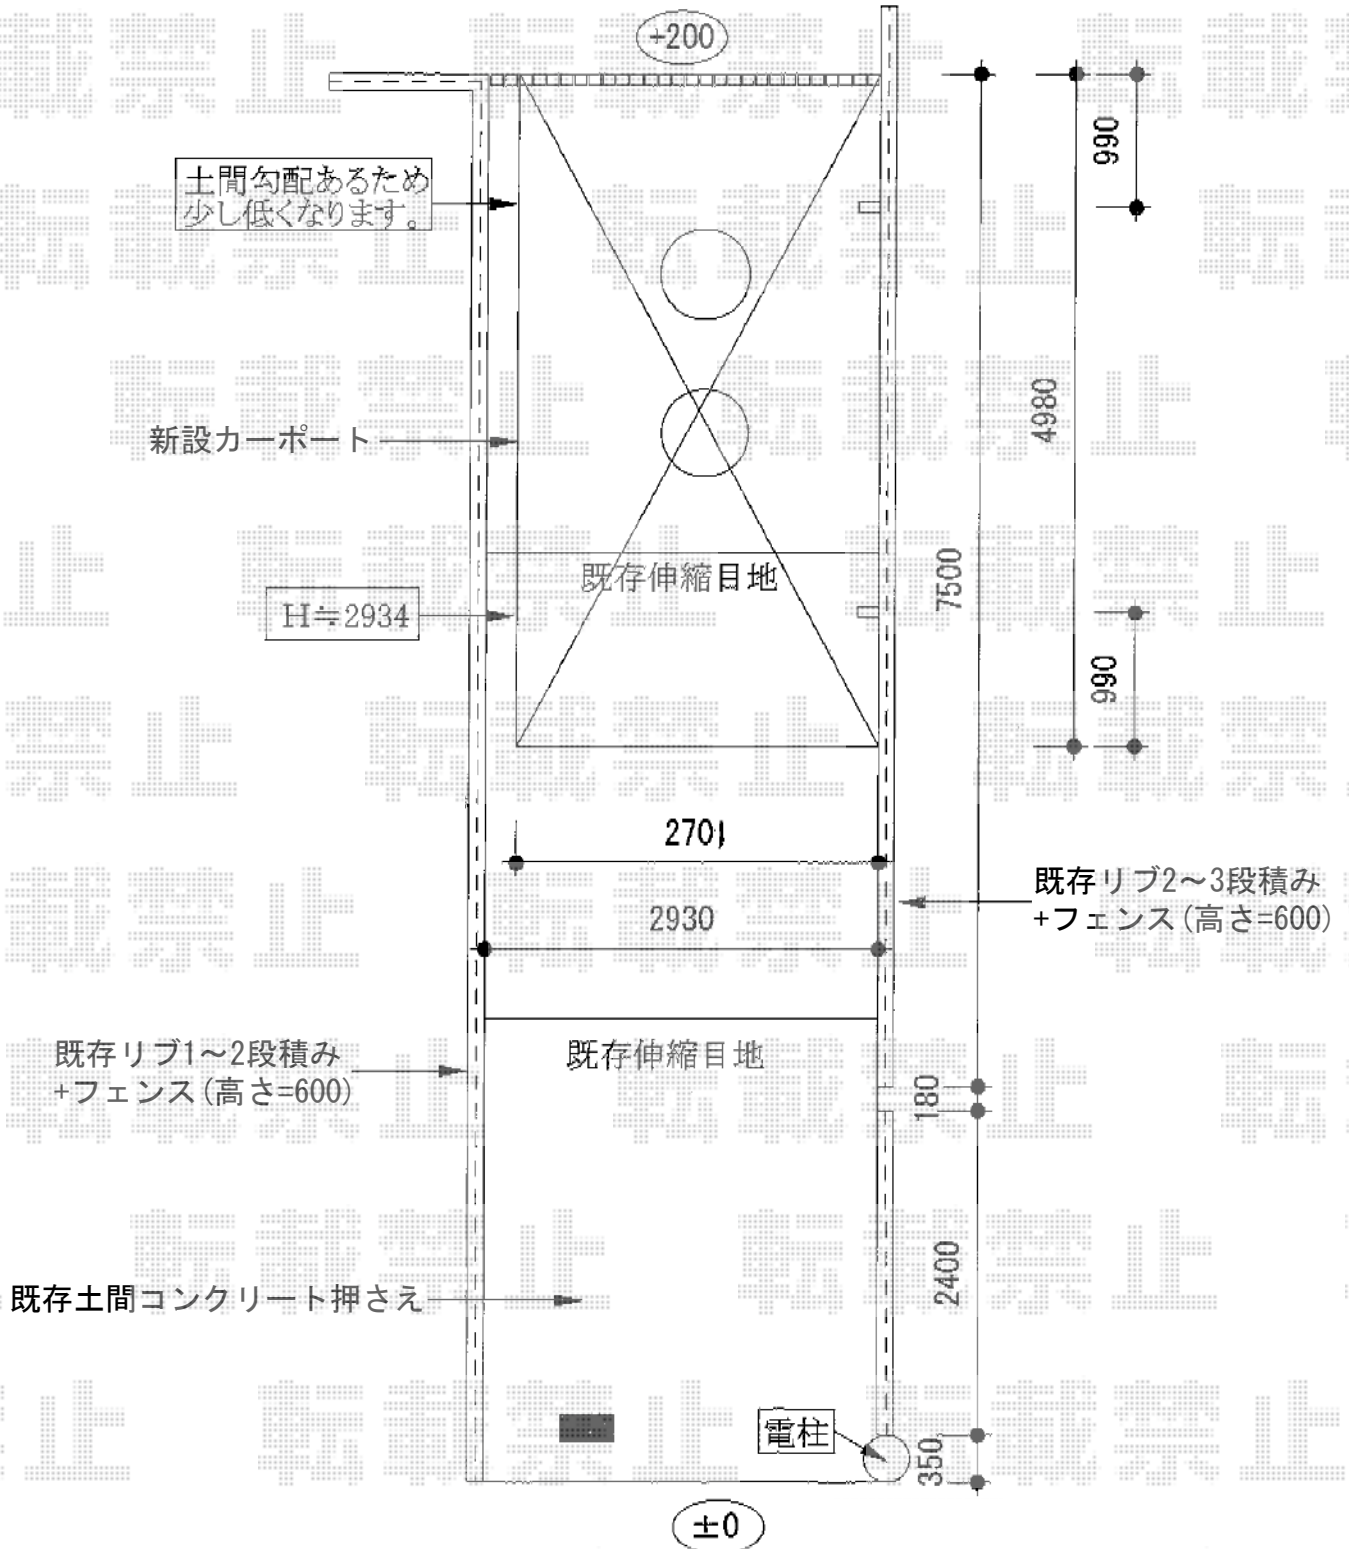 +200
土間勾配あるため
少し低くなります。
990
新設カーポート
4980
7500
既存伸縮目地
H≒2934
990
2701
2930
既存リブ2～3段積み
+フェンス(高さ=600)
既存リブ1～2段積み
+フェンス(高さ=600)
既存伸縮目地
180
2400
既存土間コンクリート押さえ
電柱
350
±0
転載禁止